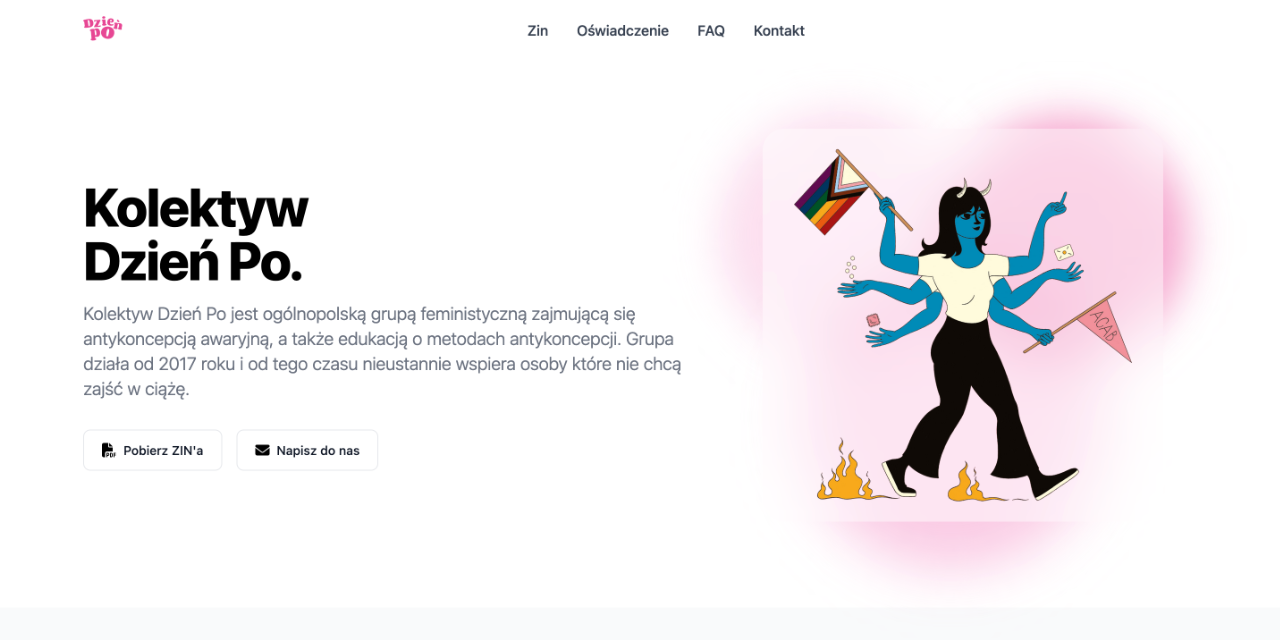 Dzień
po
Zin
Oświadczenie
FAQ
Kontakt
Kolektyw
Dzień Po.
Kolektyw Dzień Po jest ogólnopolską grupą feministyczną zajmującą się
antykoncepcją awaryjną, a także edukacją o metodach antykoncepcji. Grupa
działa od 2017 roku i od tego czasu nieustannie wspiera osoby które nie chcą
zajść w ciążę.
PDF
Pobierz ZIN'a
Napisz do nas
ACAB